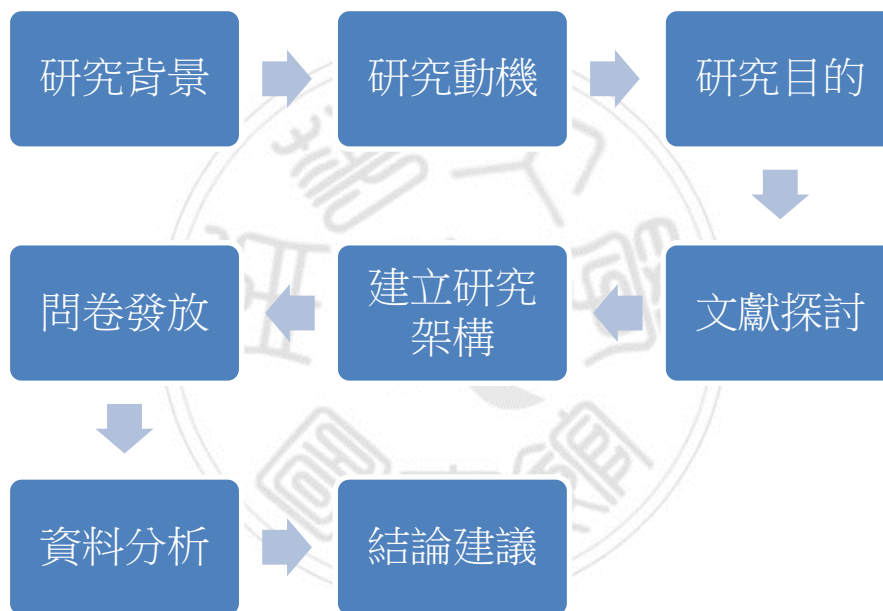 研究背景
研究動機
研究目的
文獻探討
建立研究
架構
問卷發放
資料分析
結論建議